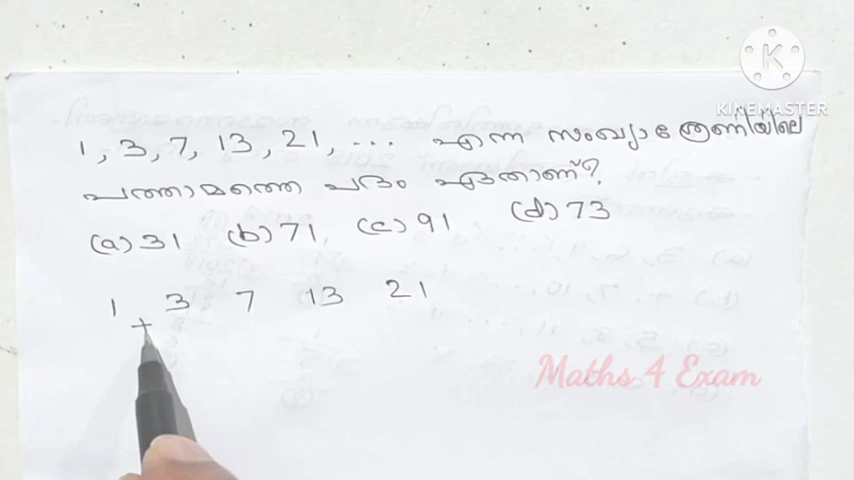 1, 3, 7, 13, 21, ... എന്ന സംഖ്യാശ്രേണിയിലെ
പത്താമത്തെ പദം ഏതാണ്?
(a) 31 (b) 71 (c) 91 (d) 73
1 3 7 13 21
+
Maths 4 Exam
KINEMASTER